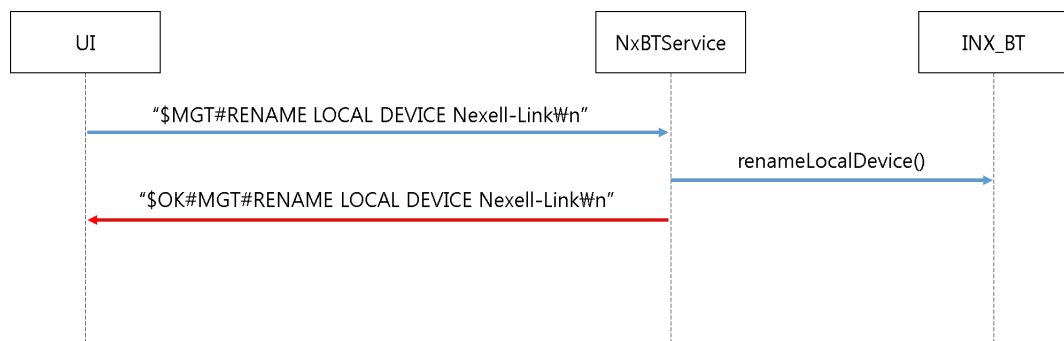 UI
NxBTService
INX_BT
“$MGT#RENAME LOCAL DEVICE Nexell-Link₩n”
renameLocalDevice()
“$OK#MGT#RENAME LOCAL DEVICE Nexell-Link₩n”